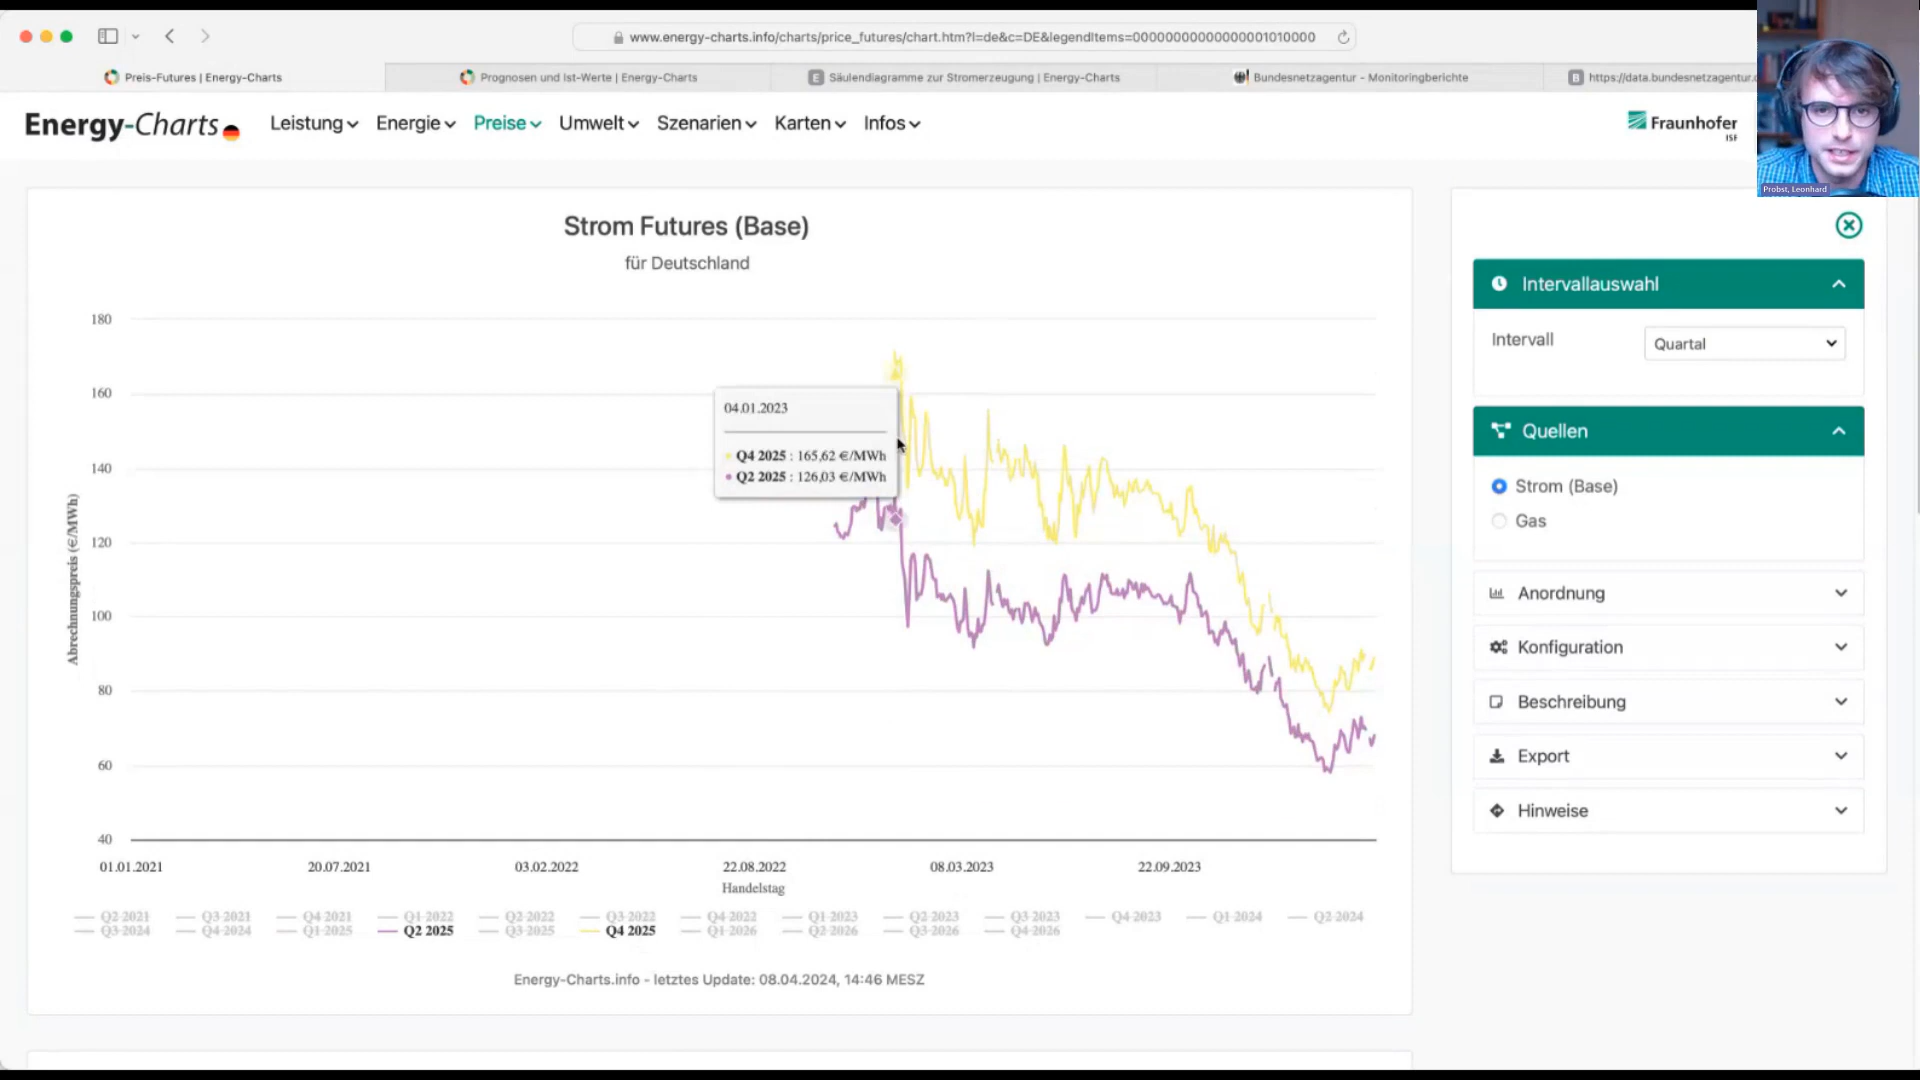 www.energy-charts.info/charts/price_futures/chart.htm?l=de&c=DE&legendItems=00000000000000001010000
Preis-Futures | Energy-Charts
Prognosen und Ist-Werte | Energy-Charts
E Säulendiagramme zur Stromerzeugung | Energy-Charts
Bundesnetzagentur - Monitoringberichte
B https://data.bundesnetzagentur.
Energy-Charts
Leistung
Energie
Preise
Umwelt
Szenarien
Karten
Infos
Fraunhofer
ISE
Probst, Leonhard
Strom Futures (Base)
für Deutschland
180
160
140
120
100
80
60
40
Abrechnungspreis (€/MWh)
04.01.2023
Q4 2025 : 165,62 €/MWh
Q2 2025 : 126,03 €/MWh
01.01.2021
20.07.2021
03.02.2022
22.08.2022
08.03.2023
22.09.2023
Handelstag
Q2 2021 Q3 2021 Q4 2021 Q1 2022 Q2 2022 Q3 2022 Q4 2022 Q1 2023 Q2 2023 Q3 2023 Q4 2023 Q1 2024 Q2 2024
Q3 2024 Q4 2024 Q1 2025 Q2 2025 Q3 2025 Q4 2025 Q1 2026 Q2 2026 Q3 2026 Q4 2026
Energy-Charts.info - letztes Update: 08.04.2024, 14:46 MESZ
Intervallauswahl
Intervall
Quartal
Quellen
Strom (Base)
Gas
Anordnung
Konfiguration
Beschreibung
Export
Hinweise